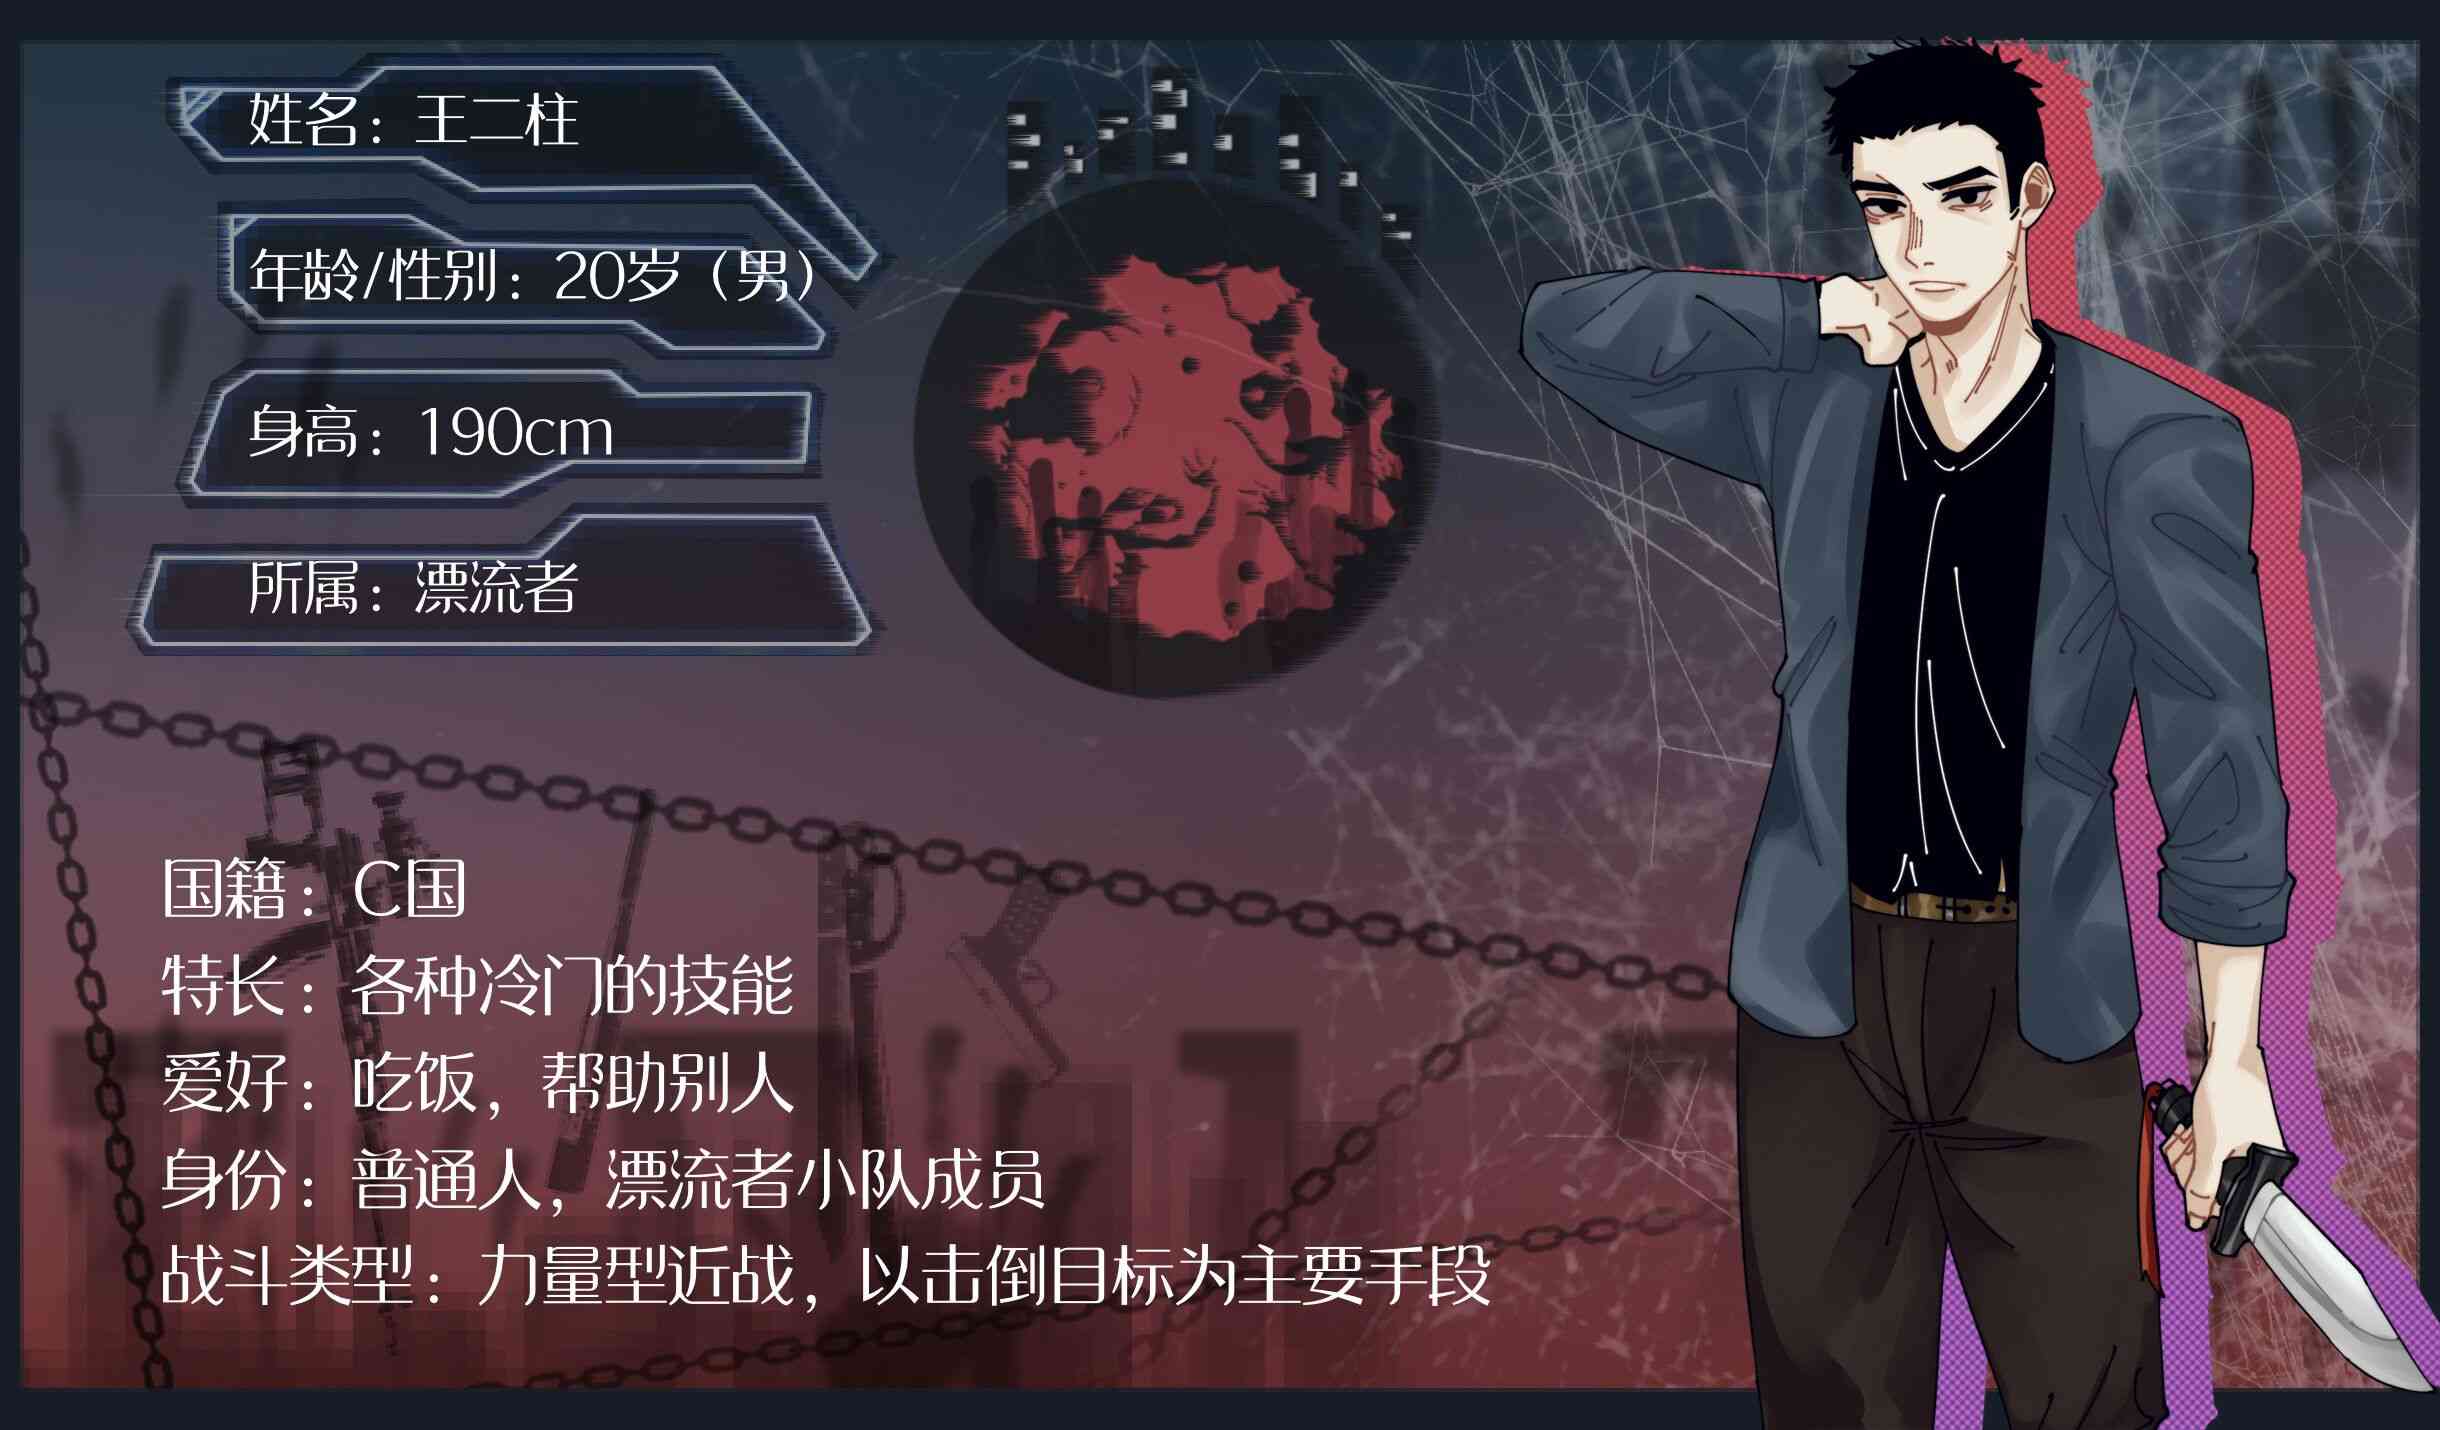 姓名：王二柱
年龄/性别：20岁（男）
身高：190cm
所属：漂流者
国籍：C国
特长：各种冷门的技能
爱好：吃饭，帮助别人
身份：普通人，漂流者小队成员
战斗类型：力量型近战，以击倒目标为主要手段